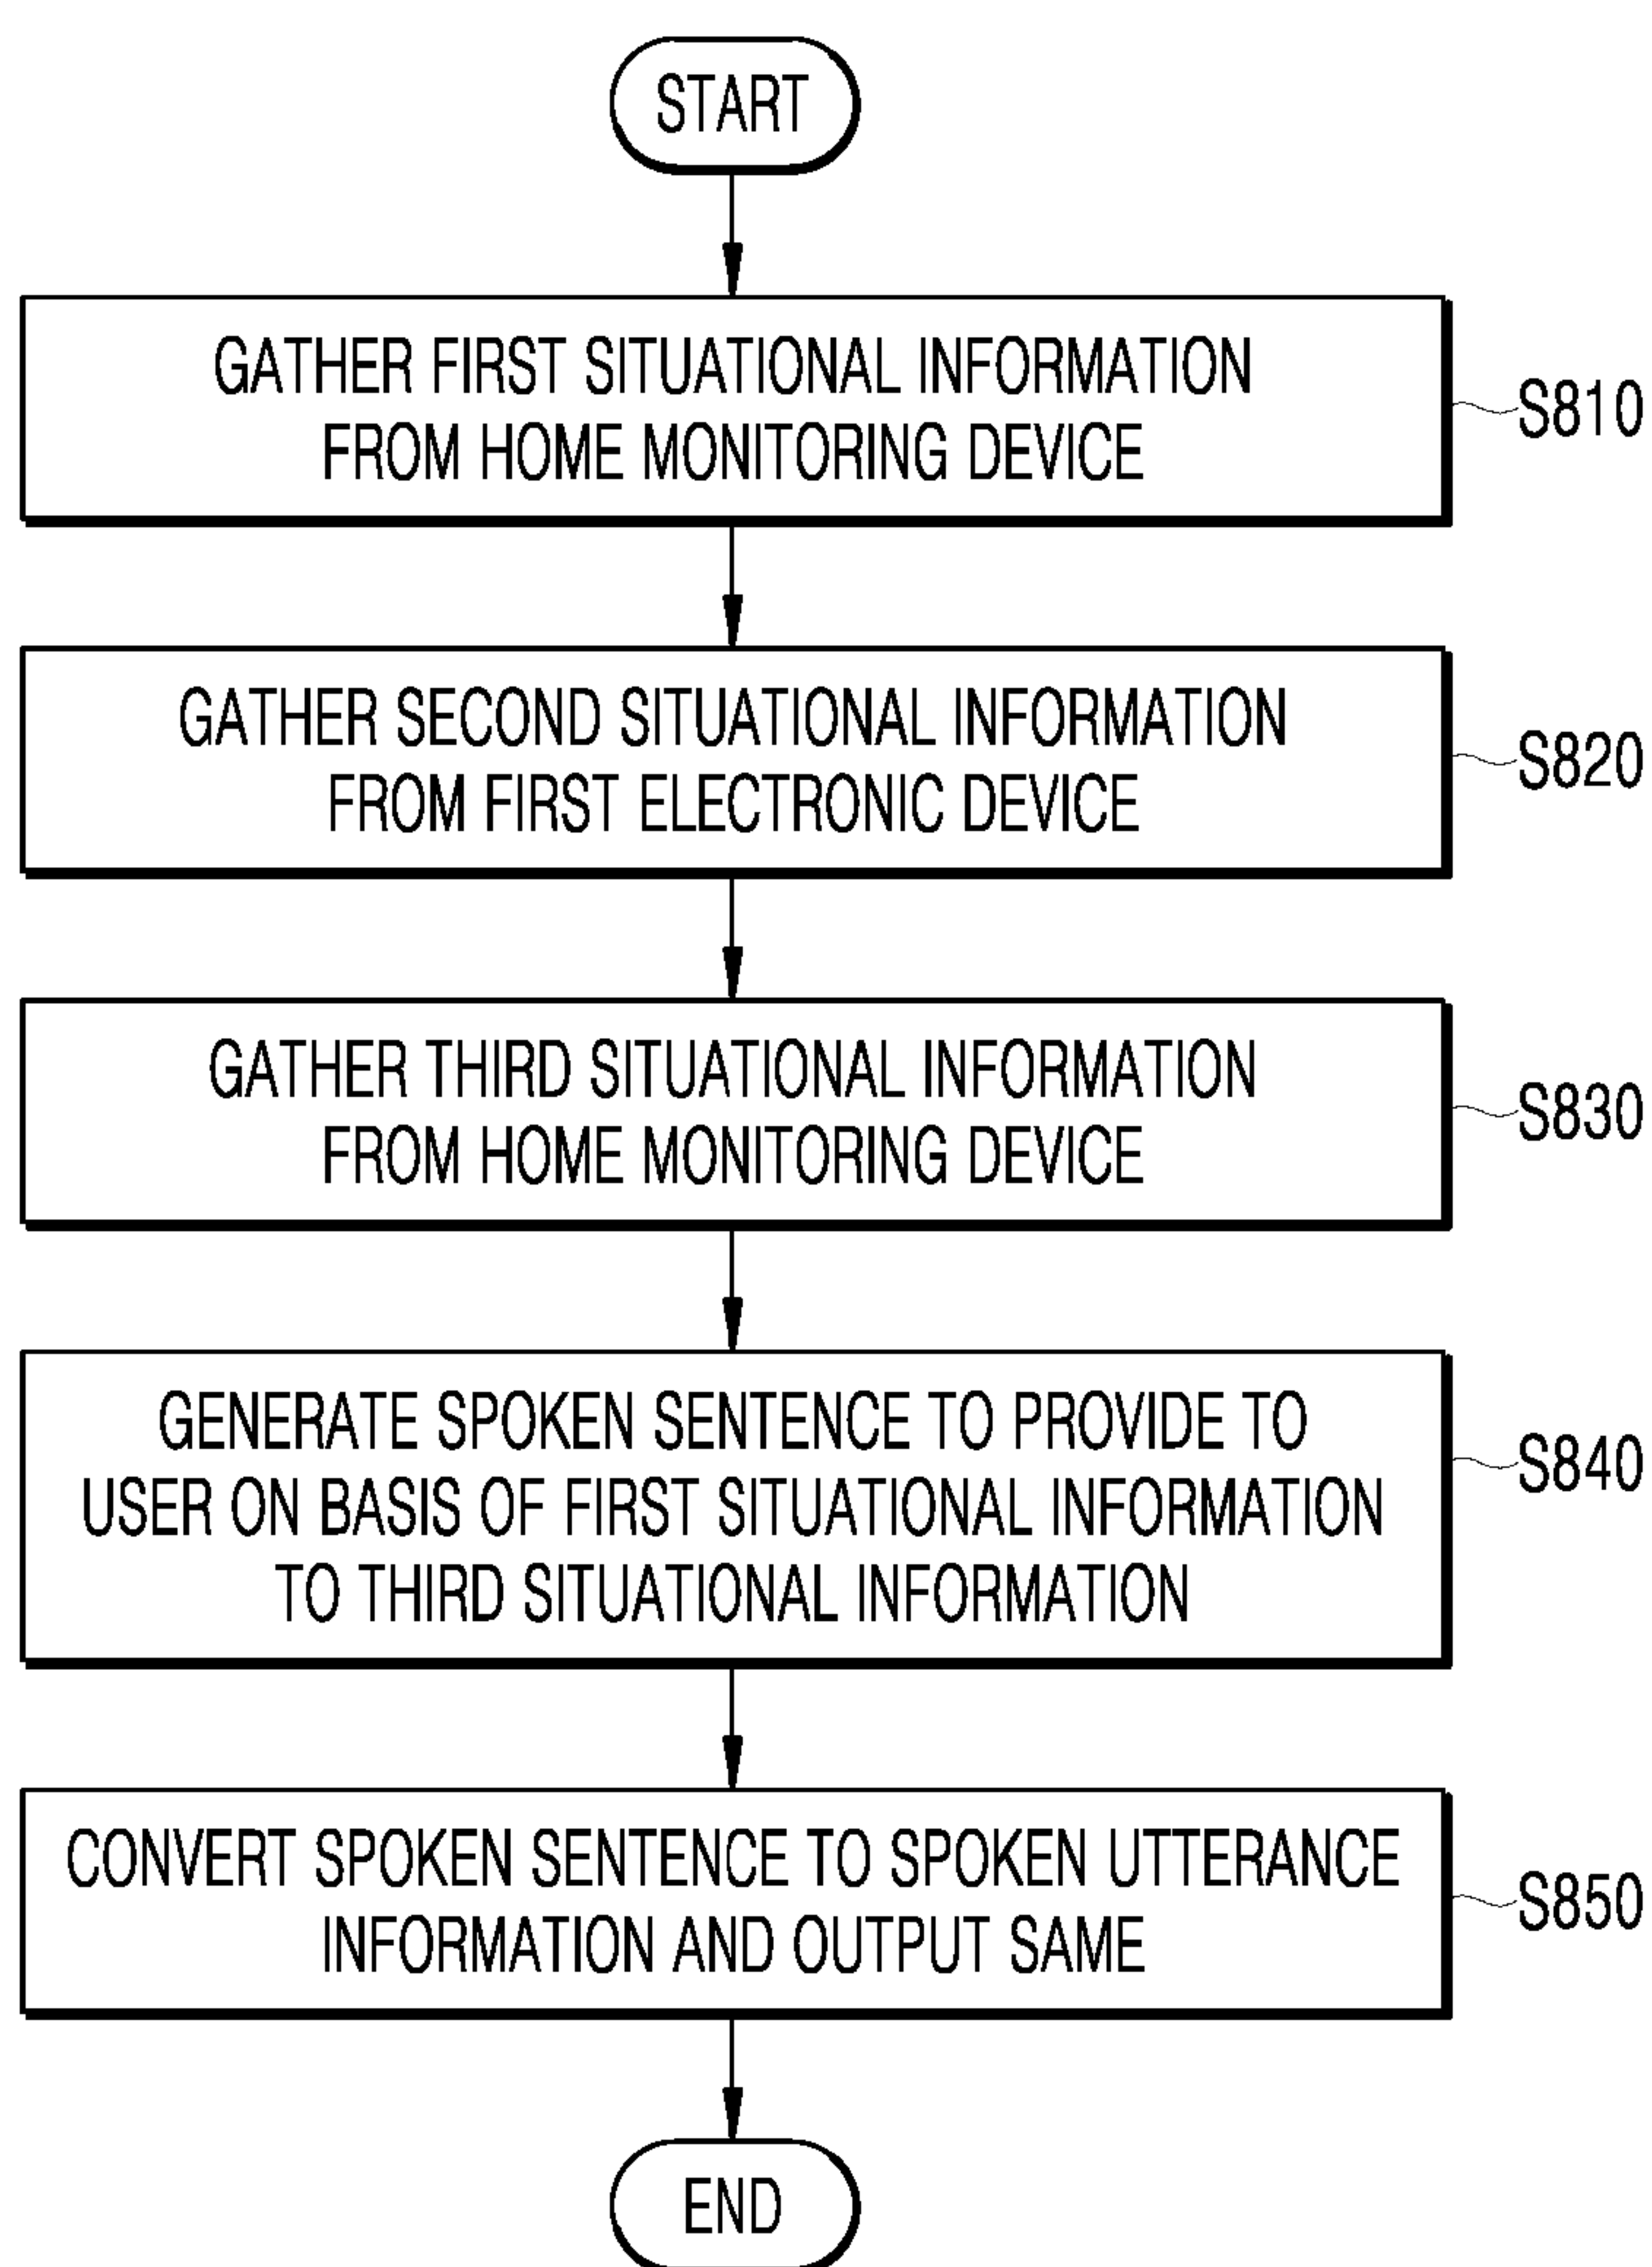 START
GATHER FIRST SITUATIONAL INFORMATION
FROM HOME MONITORING DEVICE
S810
GATHER SECOND SITUATIONAL INFORMATION
FROM FIRST ELECTRONIC DEVICE
S820
GATHER THIRD SITUATIONAL INFORMATION
FROM HOME MONITORING DEVICE
S830
GENERATE SPOKEN SENTENCE TO PROVIDE TO
USER ON BASIS OF FIRST SITUATIONAL INFORMATION
TO THIRD SITUATIONAL INFORMATION
S840
CONVERT SPOKEN SENTENCE TO SPOKEN UTTERANCE
INFORMATION AND OUTPUT SAME
S850
END